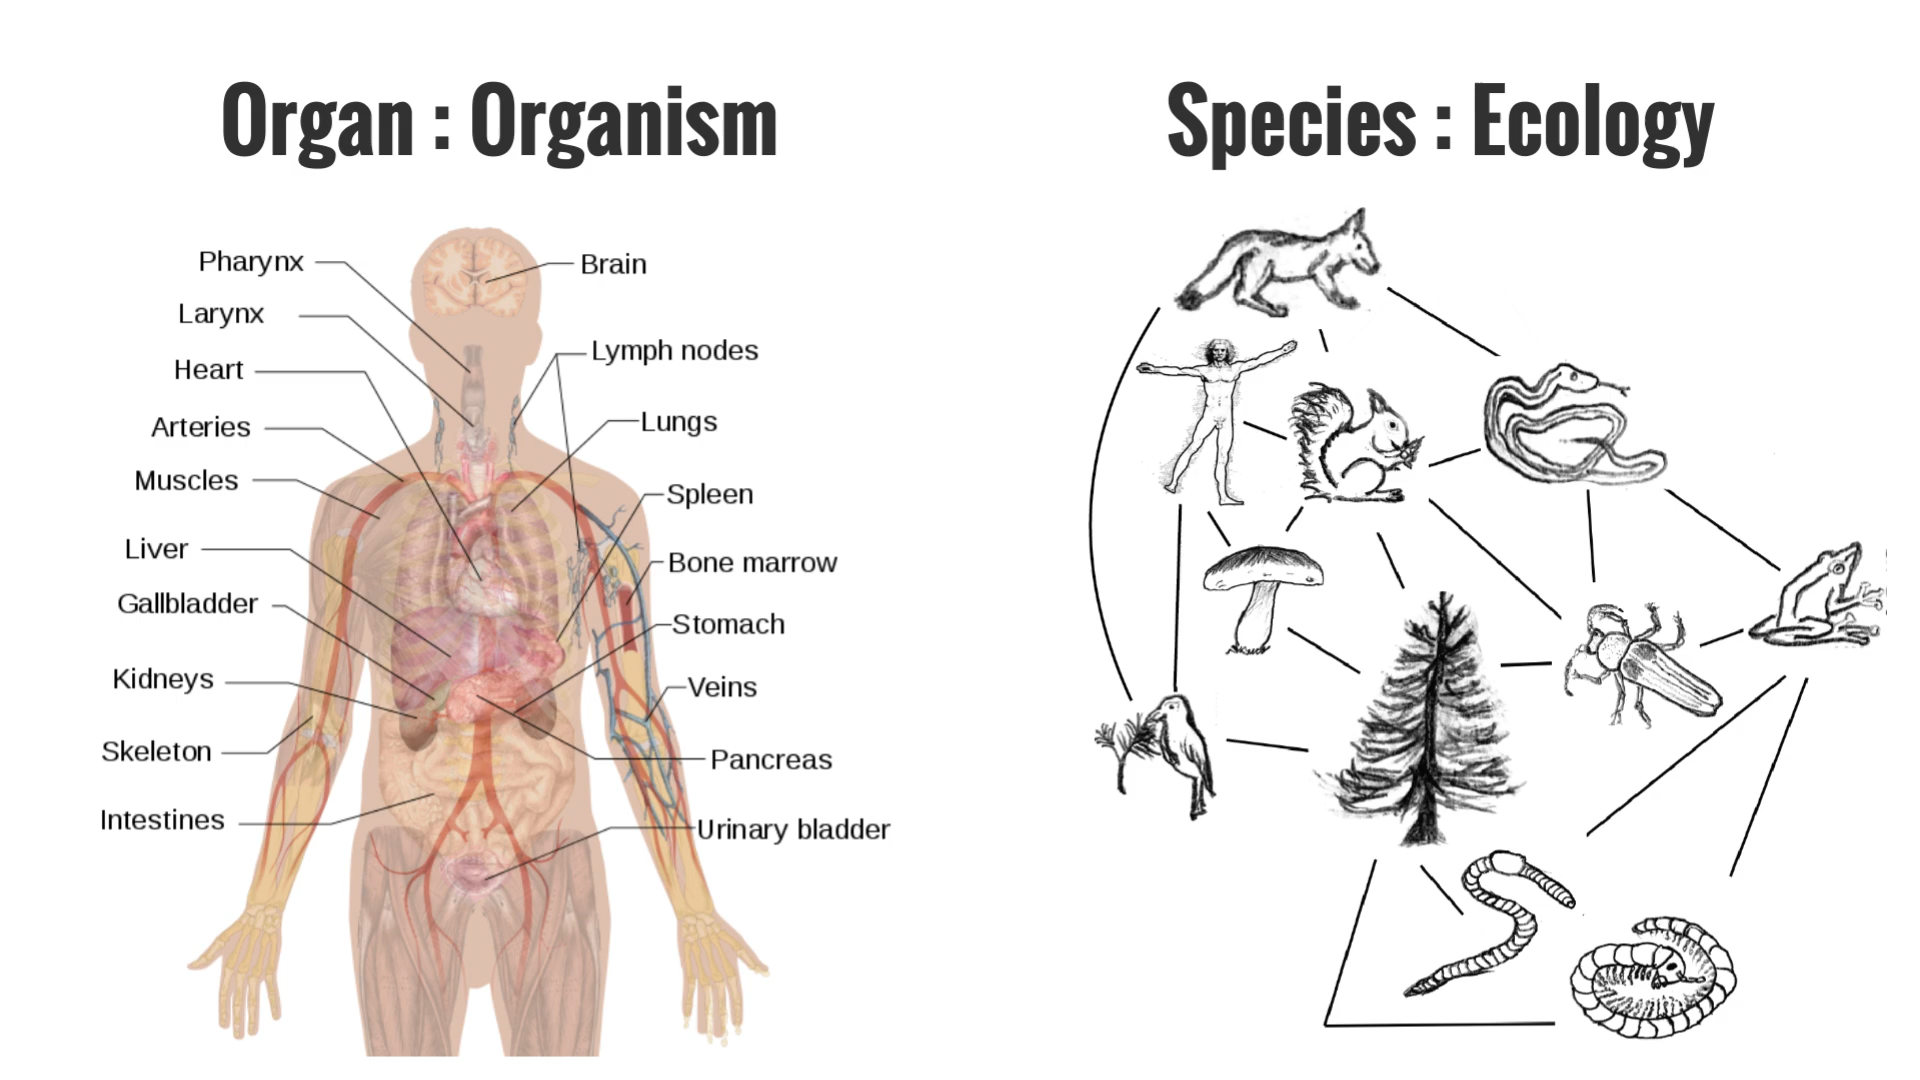 Organ : Organism
Species : Ecology
Pharynx
Larynx
Heart
Arteries
Muscles
Liver
Gallbladder
Kidneys
Skeleton
Intestines
Brain
Lymph nodes
Lungs
Spleen
Bone marrow
Stomach
Veins
Pancreas
Urinary bladder